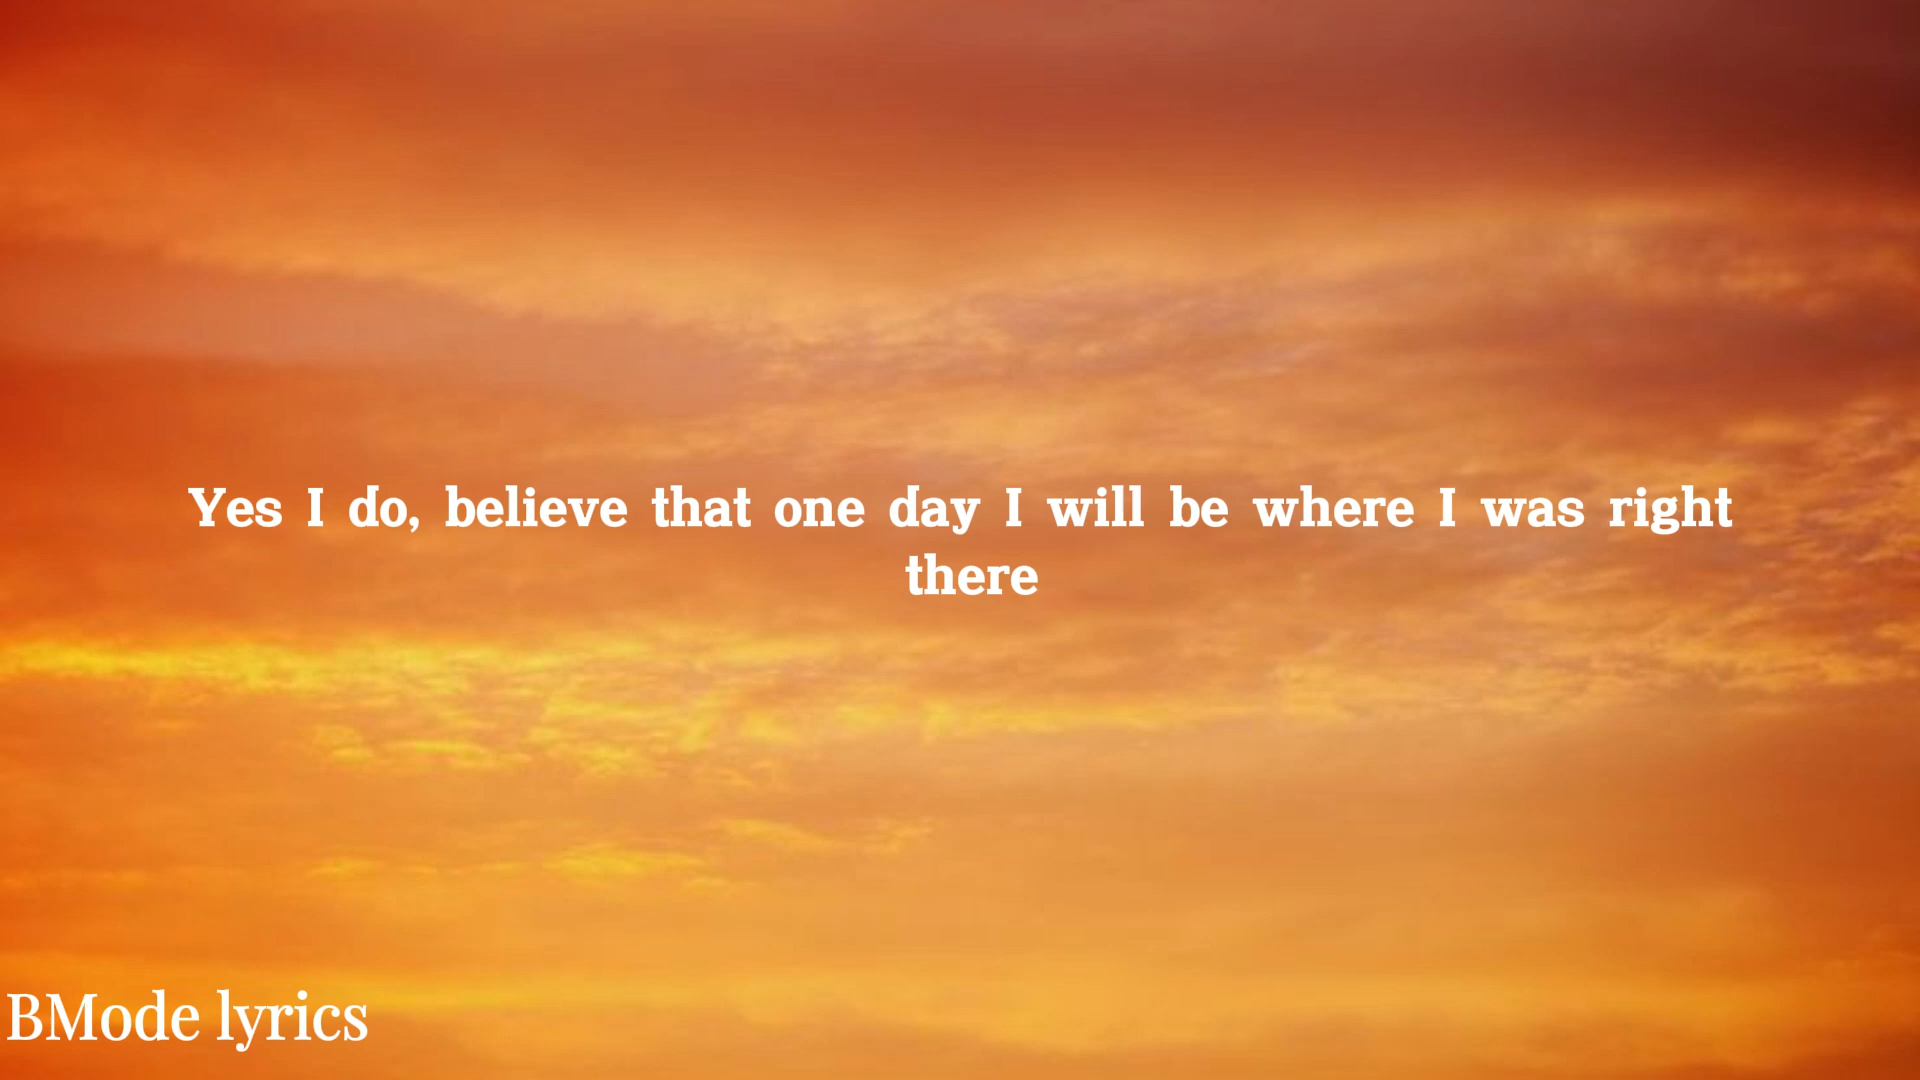 Yes I do, believe that one day I will be where I was right
there
BMode lyrics